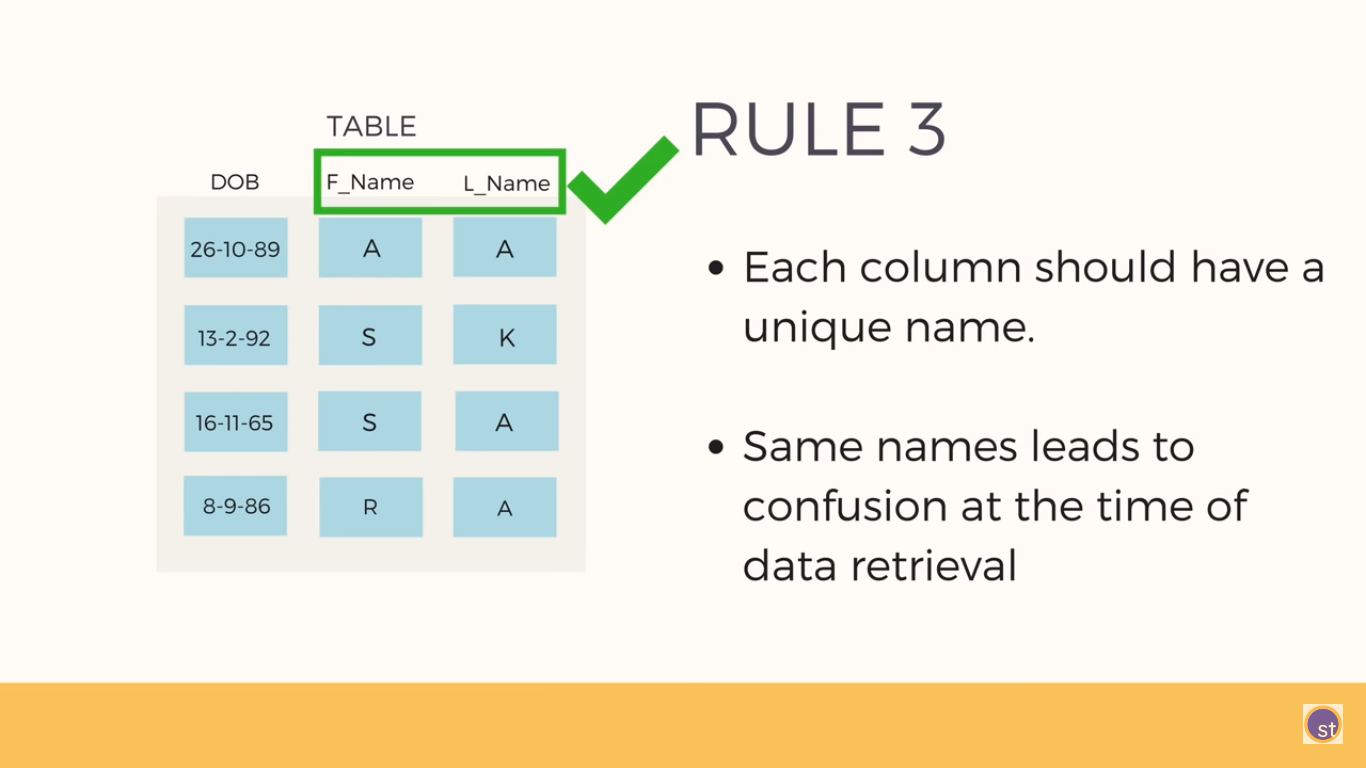 TABLE
DOB F_Name L_Name
26-10-89 A A
13-2-92 S K
16-11-65 S A
8-9-86 R A
RULE 3
• Each column should have a
unique name.
• Same names leads to
confusion at the time of
data retrieval
st